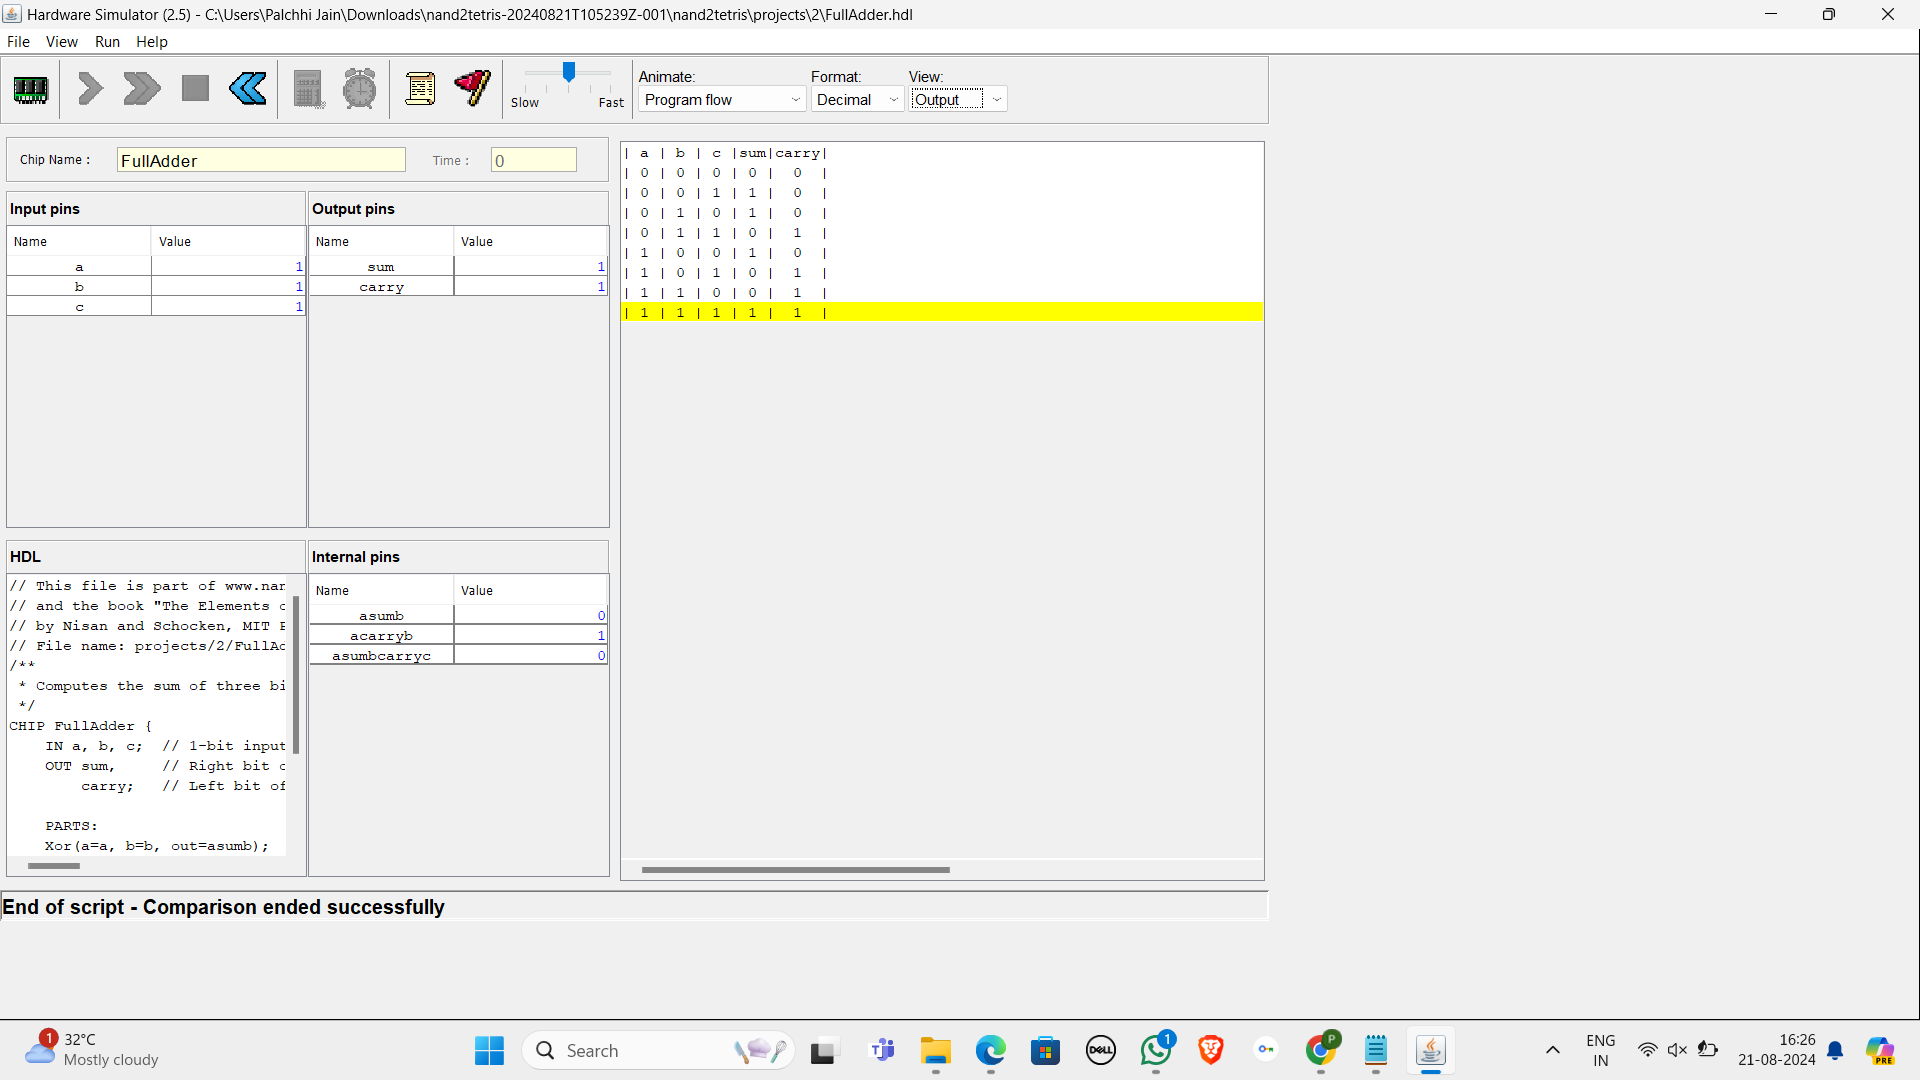 Hardware Simulator (2.5) - C:\Users\Palchhi Jain\Downloads\nand2tetris-20240821T105239Z-001\nand2tetris\projects\2\FullAdder.hdl
File View Run Help
Animate: Format: View:
Slow Fast Program flow Decimal Output
Chip Name : FullAdder Time : 0
Input pins
Name Value
a 1
b 1
c 1
Output pins
Name Value
sum 1
carry 1
HDL
// This file is part of www.nan
// and the book "The Elements o
// by Nisan and Schocken, MIT P
// File name: projects/2/FullAd
/**
* Computes the sum of three bi
*/
CHIP FullAdder {
IN a, b, c; // 1-bit input
OUT sum, // Right bit o
carry; // Left bit of
PARTS:
Xor(a=a, b=b, out=asumb);
Internal pins
Name Value
asumb 0
acarryb 1
asumbcarryc 0
| a | b | c |sum|carry|
| 0 | 0 | 0 | 0 | 0 |
| 0 | 0 | 1 | 1 | 0 |
| 0 | 1 | 0 | 1 | 0 |
| 0 | 1 | 1 | 0 | 1 |
| 1 | 0 | 0 | 1 | 0 |
| 1 | 0 | 1 | 0 | 1 |
| 1 | 1 | 0 | 0 | 1 |
| 1 | 1 | 1 | 1 | 1 |
End of script - Comparison ended successfully
1 32°C
Mostly cloudy
Search
DELL
1
P
ENG
IN
16:26
21-08-2024
PRE